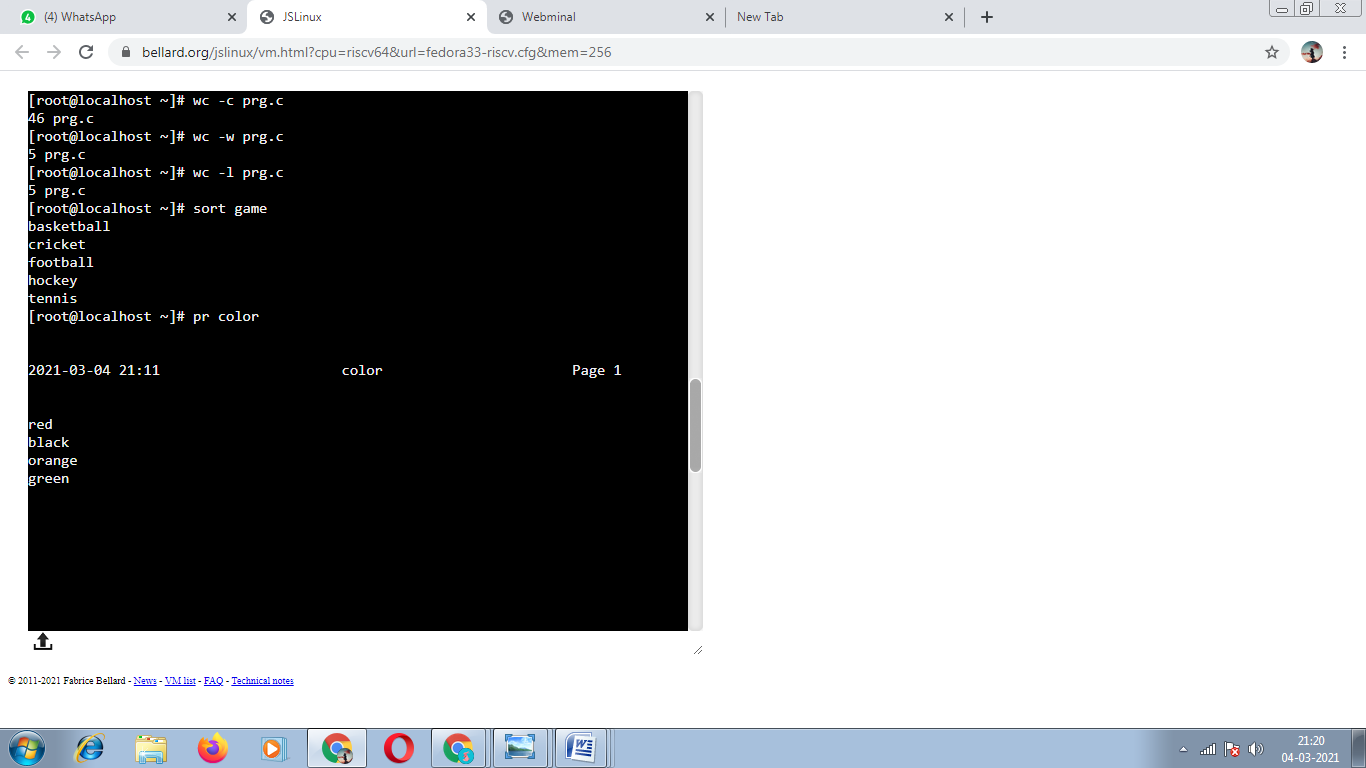 (4) WhatsApp
JSLinux
Webminal
New Tab
bellard.org/jslinux/vm.html?cpu=riscv64&url=fedora33-riscv.cfg&mem=256
[root@localhost ~]# wc -c prg.c
46 prg.c
[root@localhost ~]# wc -w prg.c
5 prg.c
[root@localhost ~]# wc -l prg.c
5 prg.c
[root@localhost ~]# sort game
basketball
cricket
football
hockey
tennis
[root@localhost ~]# pr color
2021-03-04 21:11 color Page 1
red
black
orange
green
© 2011-2021 Fabrice Bellard - News - VM list - FAQ - Technical notes
21:20
04-03-2021